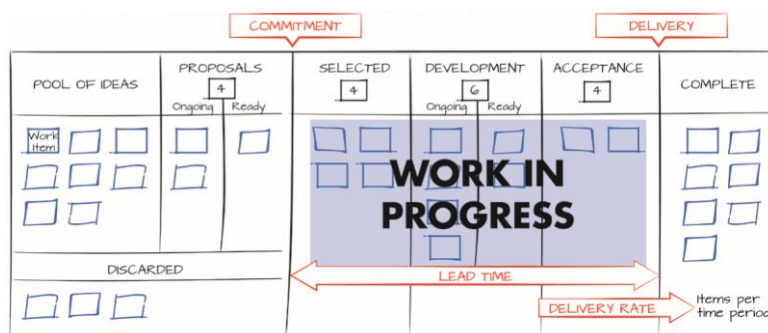 COMMITMENT
DELIVERY
POOL OF IDEAS
PROPOSALS
4
Ongoing
Ready
SELECTED
4
DEVELOPMENT
6
Ongoing
Ready
ACCEPTANCE
4
COMPLETE
Work
Item
WORK IN
PROGRESS
DISCARDED
LEAD TIME
DELIVERY RATE
Items per
time period